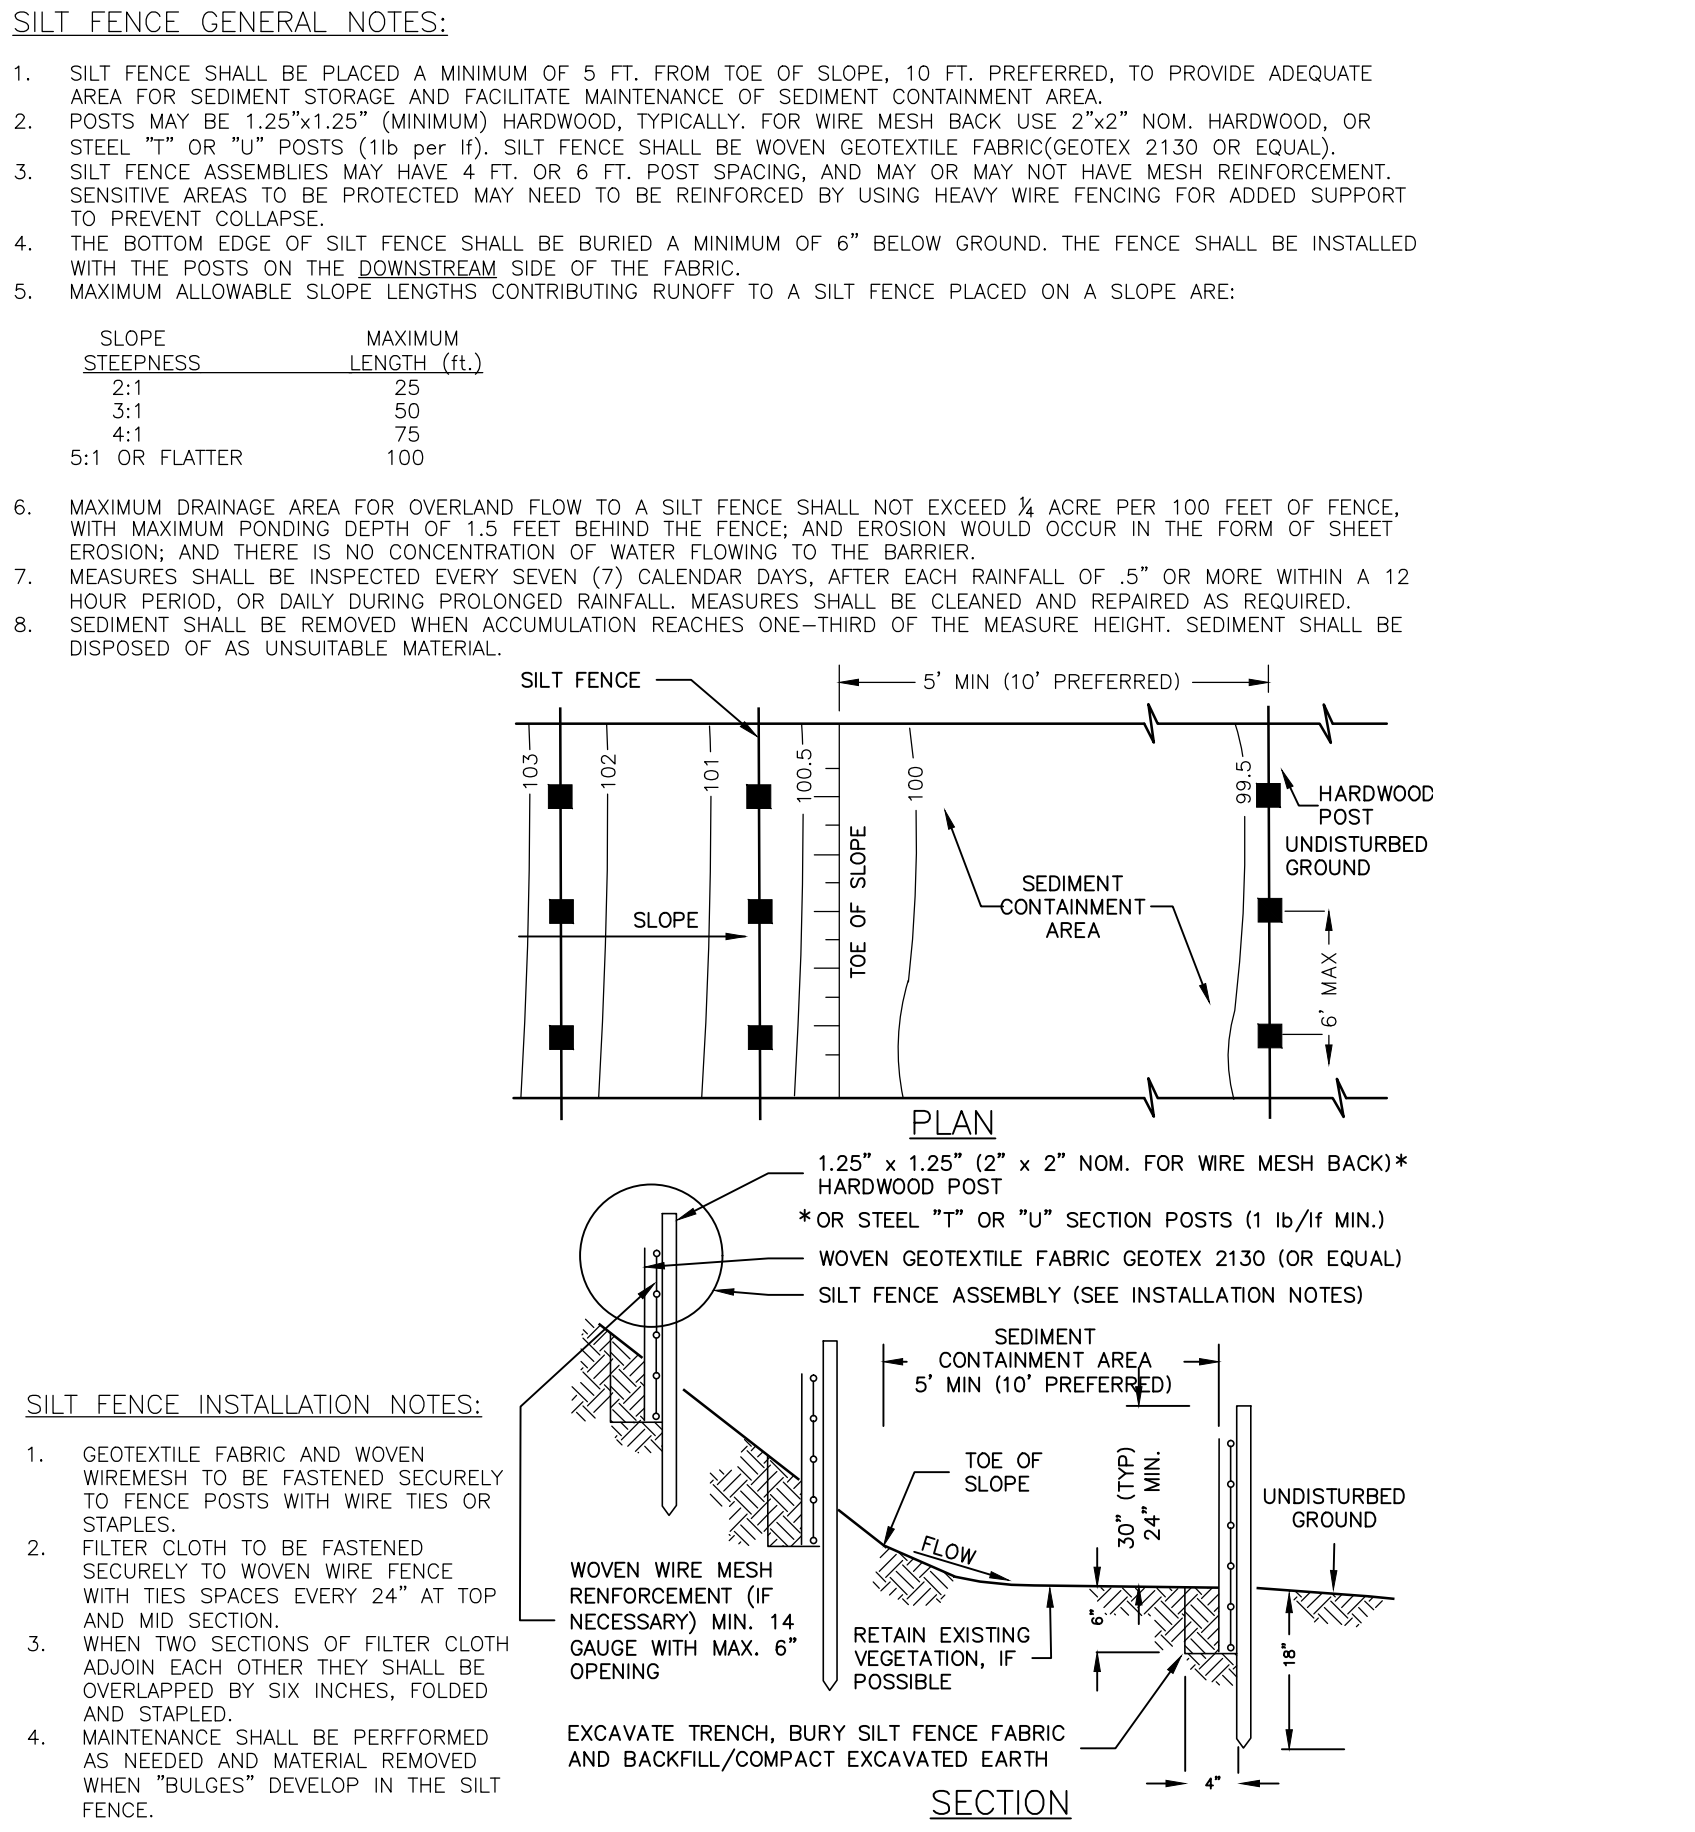 SILT FENCE GENERAL NOTES:
1. SILT FENCE SHALL BE PLACED A MINIMUM OF 5 FT. FROM TOE OF SLOPE, 10 FT. PREFERRED, TO PROVIDE ADEQUATE
AREA FOR SEDIMENT STORAGE AND FACILITATE MAINTENANCE OF SEDIMENT CONTAINMENT AREA.
2. POSTS MAY BE 1.25"x1.25" (MINIMUM) HARDWOOD, TYPICALLY. FOR WIRE MESH BACK USE 2"x2" NOM. HARDWOOD, OR
STEEL "T" OR "U" POSTS (1lb per lf). SILT FENCE SHALL BE WOVEN GEOTEXTILE FABRIC(GEOTEX 2130 OR EQUAL).
3. SILT FENCE ASSEMBLIES MAY HAVE 4 FT. OR 6 FT. POST SPACING, AND MAY OR MAY NOT HAVE MESH REINFORCEMENT.
SENSITIVE AREAS TO BE PROTECTED MAY NEED TO BE REINFORCED BY USING HEAVY WIRE FENCING FOR ADDED SUPPORT
TO PREVENT COLLAPSE.
4. THE BOTTOM EDGE OF SILT FENCE SHALL BE BURIED A MINIMUM OF 6" BELOW GROUND. THE FENCE SHALL BE INSTALLED
WITH THE POSTS ON THE DOWNSTREAM SIDE OF THE FABRIC.
5. MAXIMUM ALLOWABLE SLOPE LENGTHS CONTRIBUTING RUNOFF TO A SILT FENCE PLACED ON A SLOPE ARE:
SLOPE MAXIMUM
STEEPNESS LENGTH (ft.)
2:1 25
3:1 50
4:1 75
5:1 OR FLATTER 100
6. MAXIMUM DRAINAGE AREA FOR OVERLAND FLOW TO A SILT FENCE SHALL NOT EXCEED ¼ ACRE PER 100 FEET OF FENCE,
WITH MAXIMUM PONDING DEPTH OF 1.5 FEET BEHIND THE FENCE; AND EROSION WOULD OCCUR IN THE FORM OF SHEET
EROSION; AND THERE IS NO CONCENTRATION OF WATER FLOWING TO THE BARRIER.
7. MEASURES SHALL BE INSPECTED EVERY SEVEN (7) CALENDAR DAYS, AFTER EACH RAINFALL OF .5" OR MORE WITHIN A 12
HOUR PERIOD, OR DAILY DURING PROLONGED RAINFALL. MEASURES SHALL BE CLEANED AND REPAIRED AS REQUIRED.
8. SEDIMENT SHALL BE REMOVED WHEN ACCUMULATION REACHES ONE-THIRD OF THE MEASURE HEIGHT. SEDIMENT SHALL BE
DISPOSED OF AS UNSUITABLE MATERIAL.
SILT FENCE
5' MIN (10' PREFERRED)
103
102
101
100.5
100
99.5
HARDWOOD
POST
UNDISTURBED
GROUND
TOE OF SLOPE
SLOPE
SEDIMENT
CONTAINMENT
AREA
6' MAX
PLAN
1.25" x 1.25" (2" x 2" NOM. FOR WIRE MESH BACK)*
HARDWOOD POST
*OR STEEL "T" OR "U" SECTION POSTS (1 lb/lf MIN.)
WOVEN GEOTEXTILE FABRIC GEOTEX 2130 (OR EQUAL)
SILT FENCE ASSEMBLY (SEE INSTALLATION NOTES)
SEDIMENT
CONTAINMENT AREA
5' MIN (10' PREFERRED)
TOE OF
SLOPE
30" (TYP)
24" MIN.
UNDISTURBED
GROUND
FLOW
6"
18"
4"
WOVEN WIRE MESH
RENFORCEMENT (IF
NECESSARY) MIN. 14
GAUGE WITH MAX. 6"
OPENING
RETAIN EXISTING
VEGETATION, IF
POSSIBLE
EXCAVATE TRENCH, BURY SILT FENCE FABRIC
AND BACKFILL/COMPACT EXCAVATED EARTH
SECTION
SILT FENCE INSTALLATION NOTES:
1. GEOTEXTILE FABRIC AND WOVEN
WIREMESH TO BE FASTENED SECURELY
TO FENCE POSTS WITH WIRE TIES OR
STAPLES.
2. FILTER CLOTH TO BE FASTENED
SECURELY TO WOVEN WIRE FENCE
WITH TIES SPACES EVERY 24" AT TOP
AND MID SECTION.
3. WHEN TWO SECTIONS OF FILTER CLOTH
ADJOIN EACH OTHER THEY SHALL BE
OVERLAPPED BY SIX INCHES, FOLDED
AND STAPLED.
4. MAINTENANCE SHALL BE PERFFORMED
AS NEEDED AND MATERIAL REMOVED
WHEN "BULGES" DEVELOP IN THE SILT
FENCE.